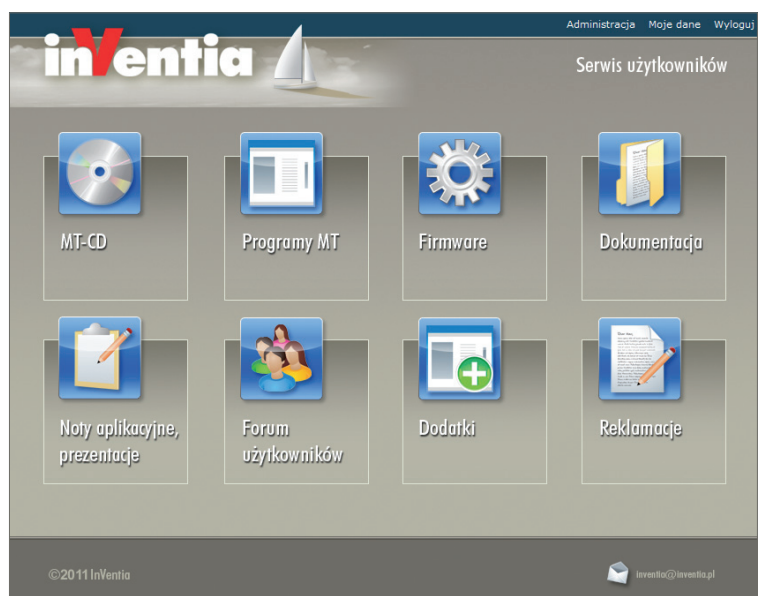 Administracja Moje dane Wyloguj
inVentia
Serwis użytkowników
MT-CD Programy MT Firmware Dokumentacja
Noty aplikacyjne, Forum Dodatki Reklamacje
prezentacje użytkowników
©2011 InVentia inventia@inventia.pl